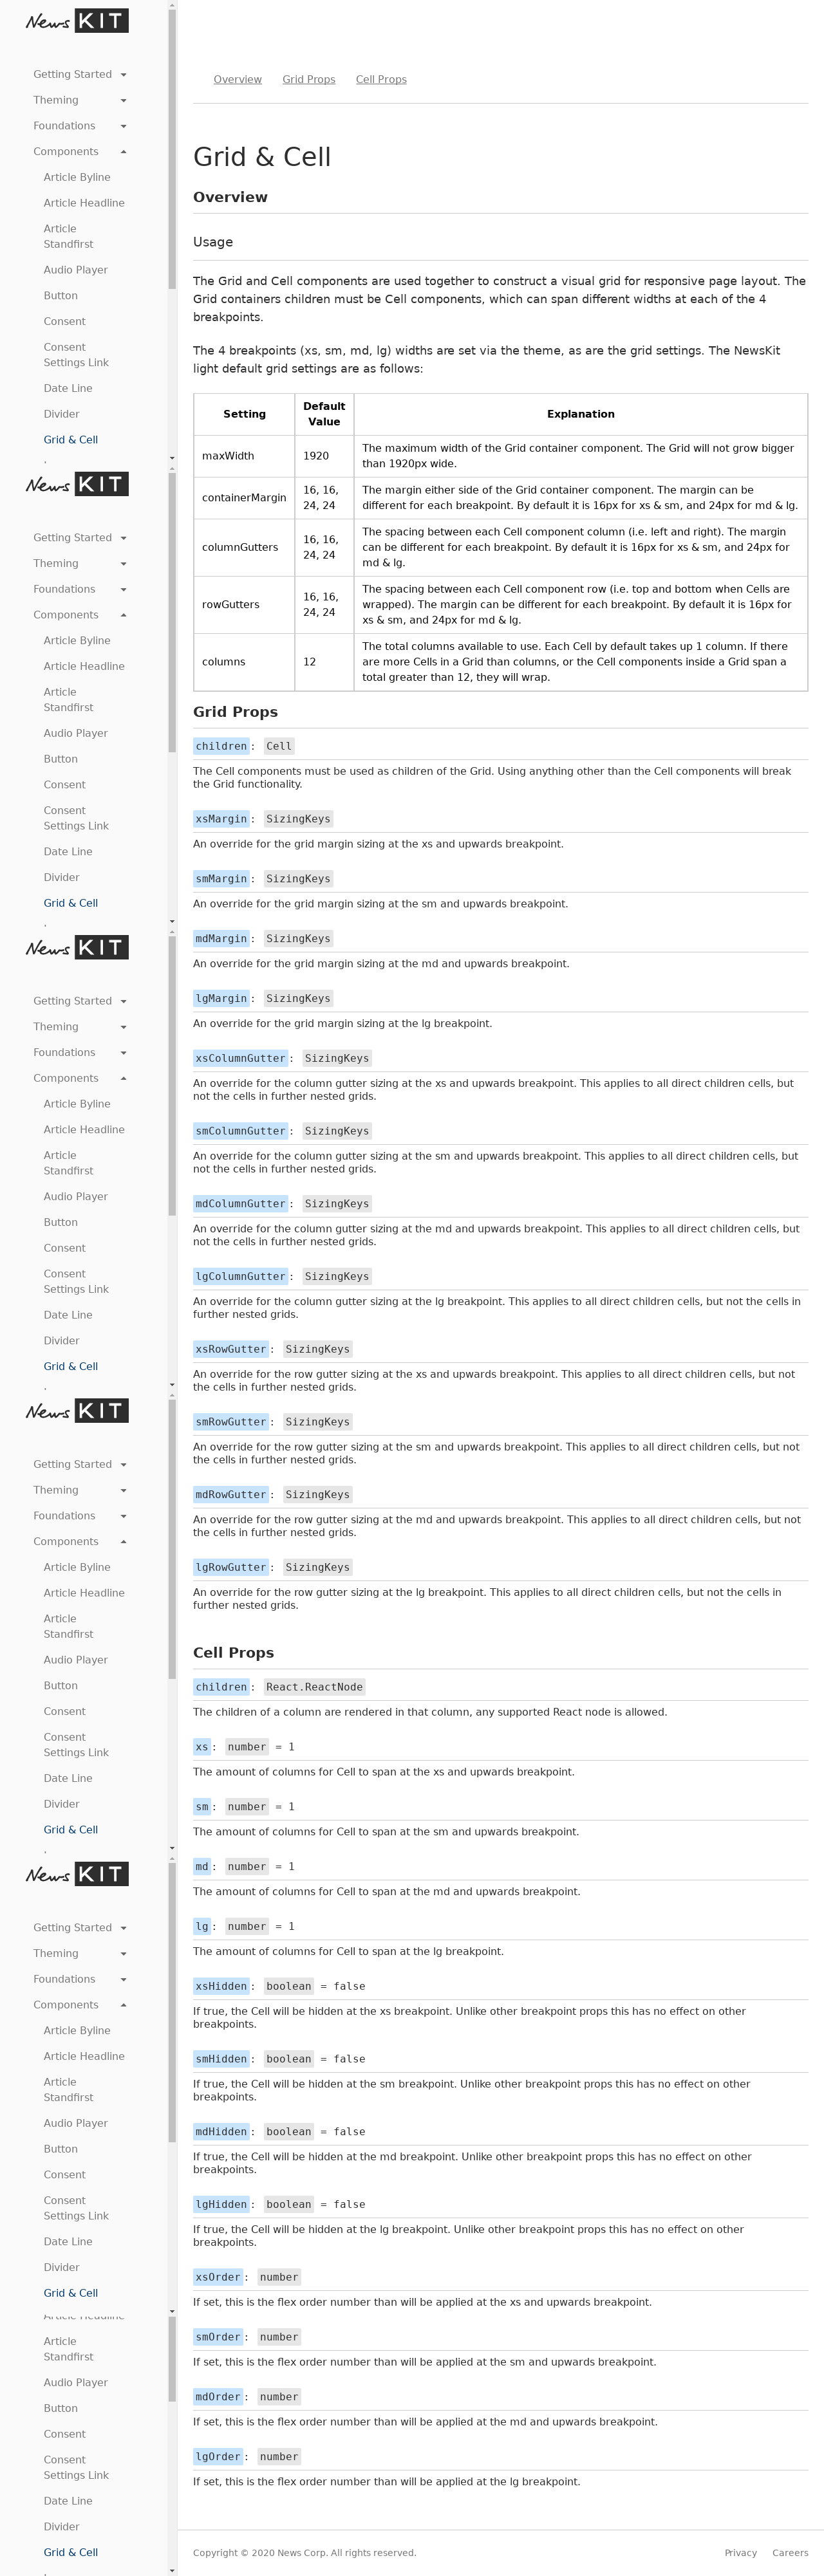 News KIT
Getting Started
Theming
Foundations
Components
Article Byline
Article Headline
Article
Standfirst
Audio Player
Button
Consent
Consent
Settings Link
Date Line
Divider
Grid & Cell
News KIT
Getting Started
Theming
Foundations
Components
Article Byline
Article Headline
Article
Standfirst
Audio Player
Button
Consent
Consent
Settings Link
Date Line
Divider
Grid & Cell
News KIT
Getting Started
Theming
Foundations
Components
Article Byline
Article Headline
Article
Standfirst
Audio Player
Button
Consent
Consent
Settings Link
Date Line
Divider
Grid & Cell
News KIT
Getting Started
Theming
Foundations
Components
Article Byline
Article Headline
Article
Standfirst
Audio Player
Button
Consent
Consent
Settings Link
Date Line
Divider
Grid & Cell
News KIT
Getting Started
Theming
Foundations
Components
Article Byline
Article Headline
Article
Standfirst
Audio Player
Button
Consent
Consent
Settings Link
Date Line
Divider
Grid & Cell
Article Headline
Article
Standfirst
Audio Player
Button
Consent
Consent
Settings Link
Date Line
Divider
Grid & Cell
Overview Grid Props Cell Props
Grid & Cell
Overview
Usage
The Grid and Cell components are used together to construct a visual grid for responsive page layout. The
Grid containers children must be Cell components, which can span different widths at each of the 4
breakpoints.
The 4 breakpoints (xs, sm, md, lg) widths are set via the theme, as are the grid settings. The NewsKit
light default grid settings are as follows:
Setting
Default
Value
Explanation
maxWidth
1920
The maximum width of the Grid container component. The Grid will not grow bigger
than 1920px wide.
containerMargin
16, 16,
24, 24
The margin either side of the Grid container component. The margin can be
different for each breakpoint. By default it is 16px for xs & sm, and 24px for md & lg.
columnGutters
16, 16,
24, 24
The spacing between each Cell component column (i.e. left and right). The margin
can be different for each breakpoint. By default it is 16px for xs & sm, and 24px for
md & lg.
rowGutters
16, 16,
24, 24
The spacing between each Cell component row (i.e. top and bottom when Cells are
wrapped). The margin can be different for each breakpoint. By default it is 16px for
xs & sm, and 24px for md & lg.
columns
12
The total columns available to use. Each Cell by default takes up 1 column. If there
are more Cells in a Grid than columns, or the Cell components inside a Grid span a
total greater than 12, they will wrap.
Grid Props
children: Cell
The Cell components must be used as children of the Grid. Using anything other than the Cell components will break
the Grid functionality.
xsMargin: SizingKeys
An override for the grid margin sizing at the xs and upwards breakpoint.
smMargin: SizingKeys
An override for the grid margin sizing at the sm and upwards breakpoint.
mdMargin: SizingKeys
An override for the grid margin sizing at the md and upwards breakpoint.
lgMargin: SizingKeys
An override for the grid margin sizing at the lg breakpoint.
xsColumnGutter: SizingKeys
An override for the column gutter sizing at the xs and upwards breakpoint. This applies to all direct children cells, but
not the cells in further nested grids.
smColumnGutter: SizingKeys
An override for the column gutter sizing at the sm and upwards breakpoint. This applies to all direct children cells, but
not the cells in further nested grids.
mdColumnGutter: SizingKeys
An override for the column gutter sizing at the md and upwards breakpoint. This applies to all direct children cells, but
not the cells in further nested grids.
lgColumnGutter: SizingKeys
An override for the column gutter sizing at the lg breakpoint. This applies to all direct children cells, but not the cells in
further nested grids.
xsRowGutter: SizingKeys
An override for the row gutter sizing at the xs and upwards breakpoint. This applies to all direct children cells, but not
the cells in further nested grids.
smRowGutter: SizingKeys
An override for the row gutter sizing at the sm and upwards breakpoint. This applies to all direct children cells, but not
the cells in further nested grids.
mdRowGutter: SizingKeys
An override for the row gutter sizing at the md and upwards breakpoint. This applies to all direct children cells, but not
the cells in further nested grids.
lgRowGutter: SizingKeys
An override for the row gutter sizing at the lg breakpoint. This applies to all direct children cells, but not the cells in
further nested grids.
Cell Props
children: React.ReactNode
The children of a column are rendered in that column, any supported React node is allowed.
xs: number = 1
The amount of columns for Cell to span at the xs and upwards breakpoint.
sm: number = 1
The amount of columns for Cell to span at the sm and upwards breakpoint.
md: number = 1
The amount of columns for Cell to span at the md and upwards breakpoint.
lg: number = 1
The amount of columns for Cell to span at the lg breakpoint.
xsHidden: boolean = false
If true, the Cell will be hidden at the xs breakpoint. Unlike other breakpoint props this has no effect on other
breakpoints.
smHidden: boolean = false
If true, the Cell will be hidden at the sm breakpoint. Unlike other breakpoint props this has no effect on other
breakpoints.
mdHidden: boolean = false
If true, the Cell will be hidden at the md breakpoint. Unlike other breakpoint props this has no effect on other
breakpoints.
lgHidden: boolean = false
If true, the Cell will be hidden at the lg breakpoint. Unlike other breakpoint props this has no effect on other
breakpoints.
xsOrder: number
If set, this is the flex order number than will be applied at the xs and upwards breakpoint.
smOrder: number
If set, this is the flex order number than will be applied at the sm and upwards breakpoint.
mdOrder: number
If set, this is the flex order number than will be applied at the md and upwards breakpoint.
lgOrder: number
If set, this is the flex order number than will be applied at the lg breakpoint.
Copyright © 2020 News Corp. All rights reserved. Privacy Careers